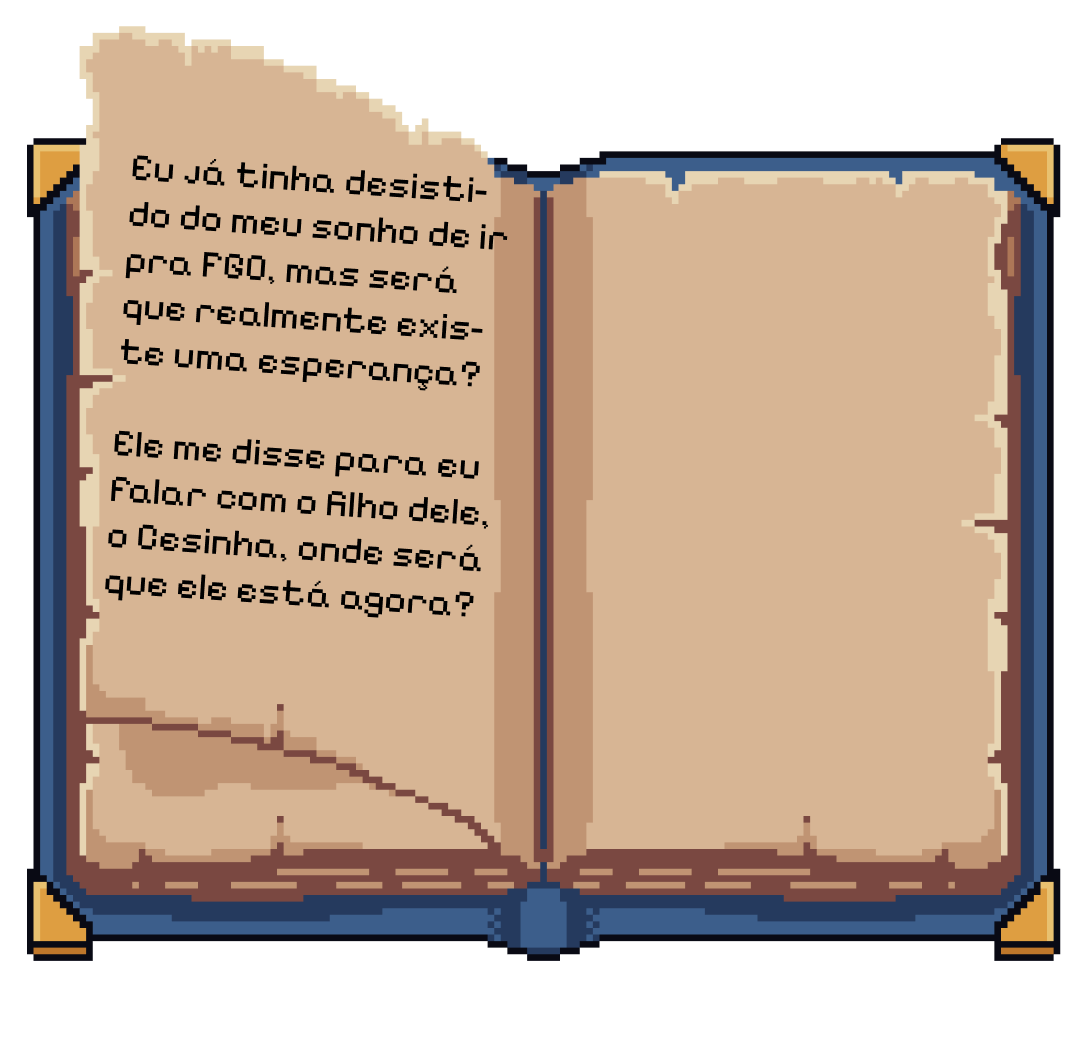 Eu já tinha desisti-
do do meu sonho de ir
pra FGO, mas será
que realmente exis-
te uma esperança?
Ele me disse para eu
falar com o filho dele,
o Cesinha, onde será
que ele está agora?